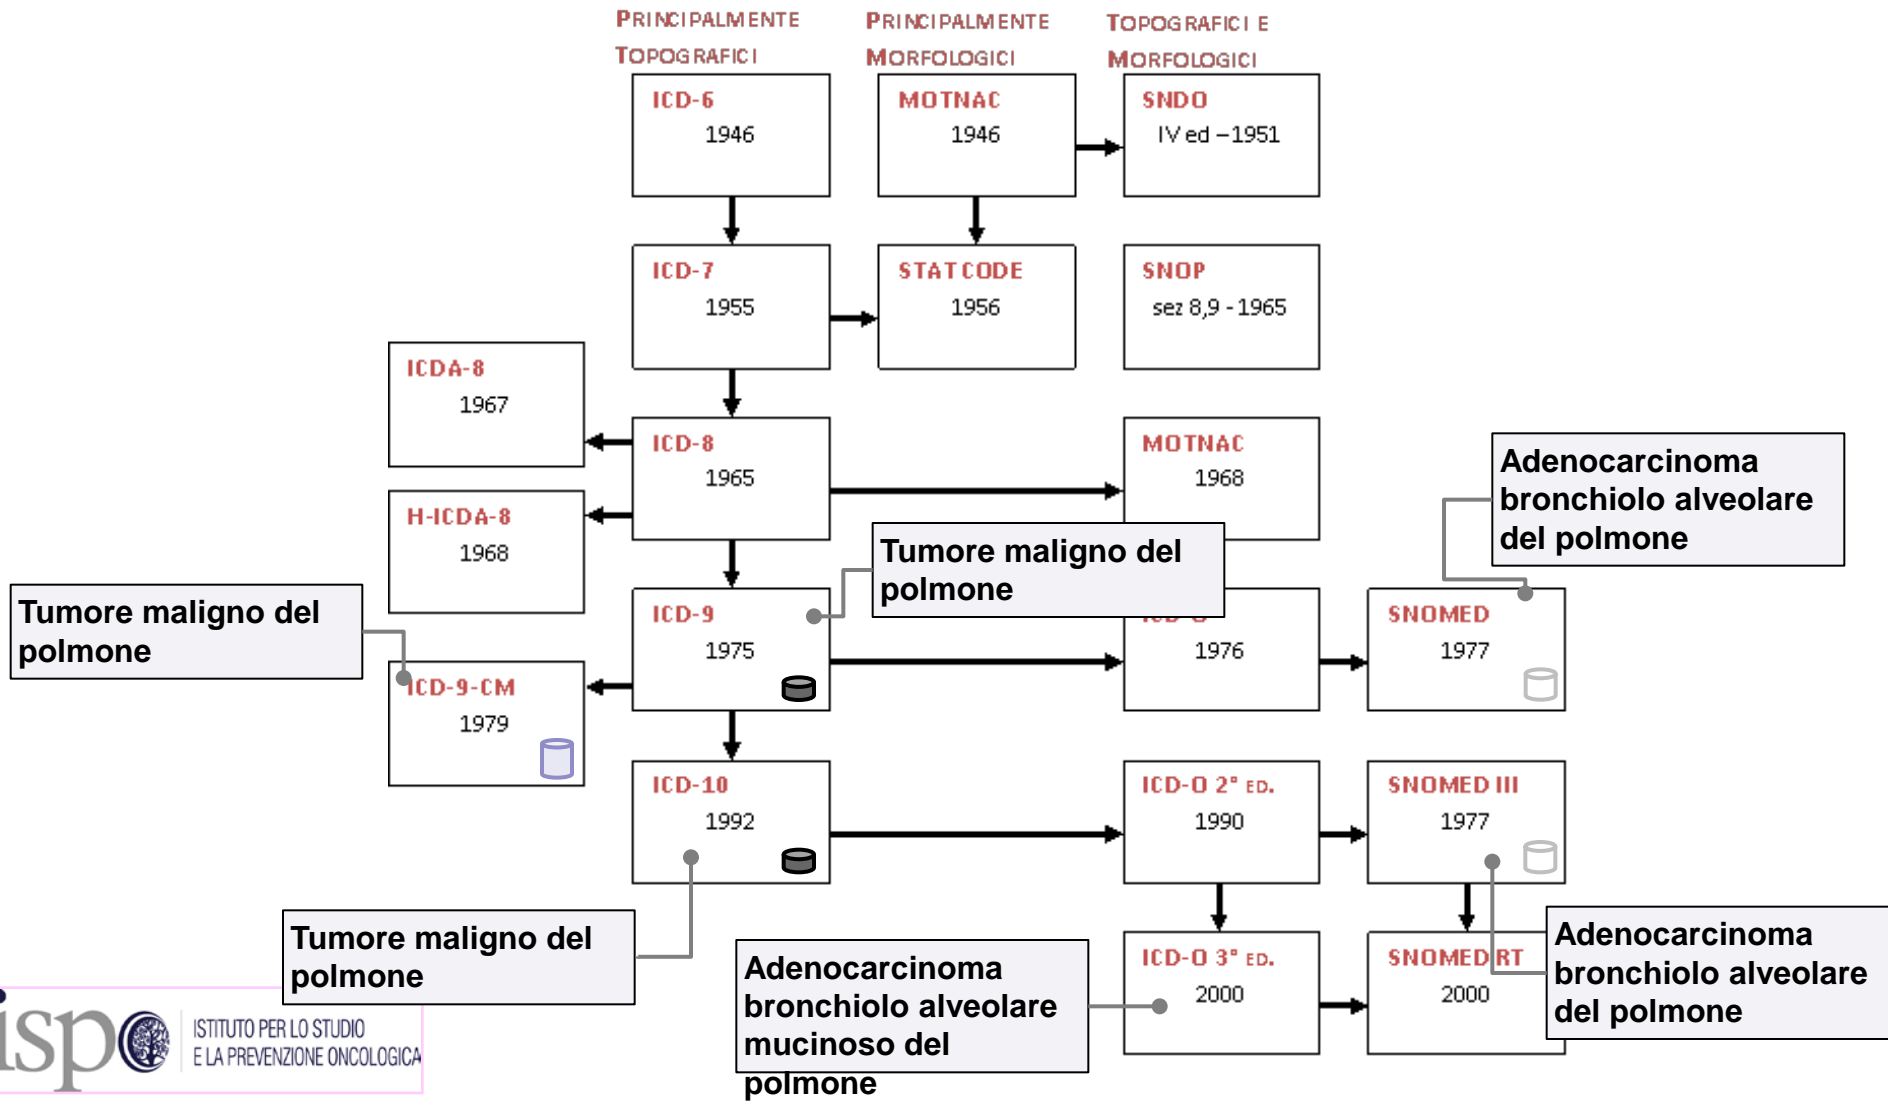 PRINCIPALMENTE
TOPOGRAFICI
PRINCIPALMENTE
MORFOLOGICI
TOPOGRAFICI E
MORFOLOGICI
ICD-6
1946
MOTNAC
1946
SNDO
IV ed – 1951
ICD-7
1955
STAT CODE
1956
SNOP
sez 8,9 - 1965
ICDA-8
1967
ICD-8
1965
MOTNAC
1968
Adenocarcinoma
bronchiolo alveolare
del polmone
H-ICDA-8
1968
Tumore maligno del
polmone
Tumore maligno del
polmone
ICD-9
1975
1976
SNOMED
1977
ICD-9-CM
1979
ICD-10
1992
ICD-O 2° ED.
1990
SNOMED III
1977
Tumore maligno del
polmone
Adenocarcinoma
bronchiolo alveolare
mucinoso del
polmone
ICD-O 3° ED.
2000
SNOMED RT
2000
Adenocarcinoma
bronchiolo alveolare
del polmone
ispo
ISTITUTO PER LO STUDIO
E LA PREVENZIONE ONCOLOGICA